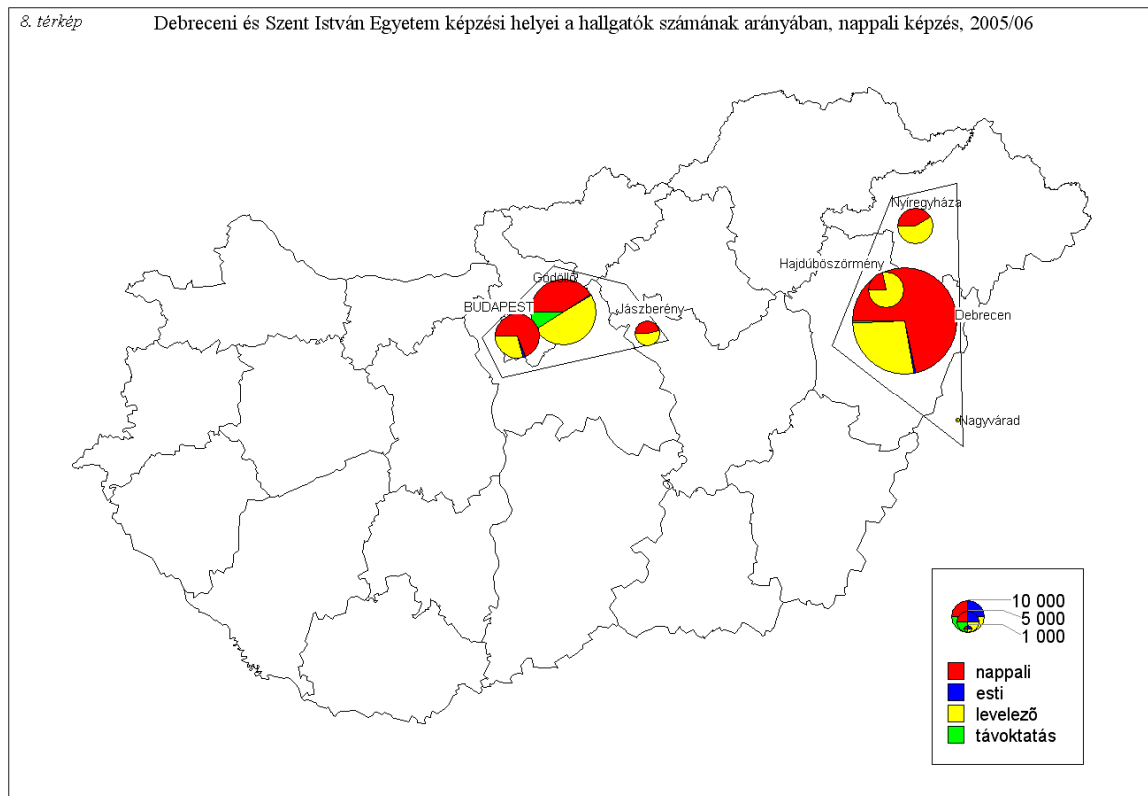 8. térkép
Debreceni és Szent István Egyetem képzési helyei a hallgatók számának arányában, nappali képzés, 2005/06
Nyíregyháza
Hajdúböszörmény
Gödöllő
BUDAPEST
Jászberény
Debrecen
Nagyvárad
10 000
5 000
1 000
nappali
esti
levelezõ
távoktatás